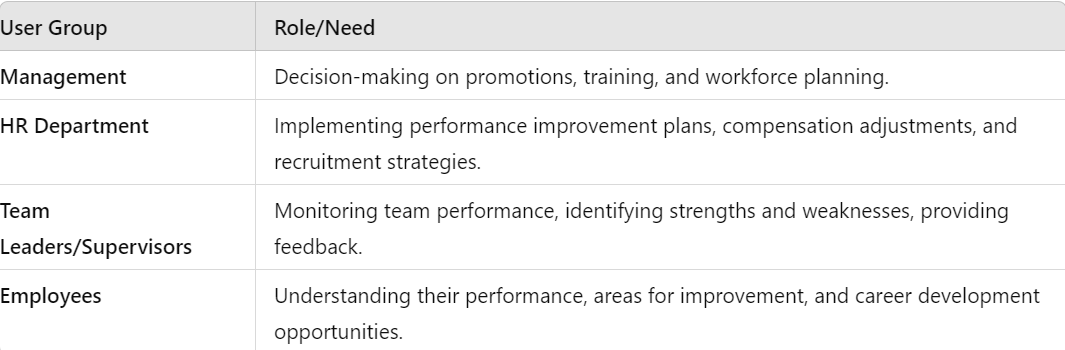 User Group Role/Need
Management Decision-making on promotions, training, and workforce planning.
HR Department Implementing performance improvement plans, compensation adjustments, and
recruitment strategies.
Team Monitoring team performance, identifying strengths and weaknesses, providing
Leaders/Supervisors feedback.
Employees Understanding their performance, areas for improvement, and career development
opportunities.